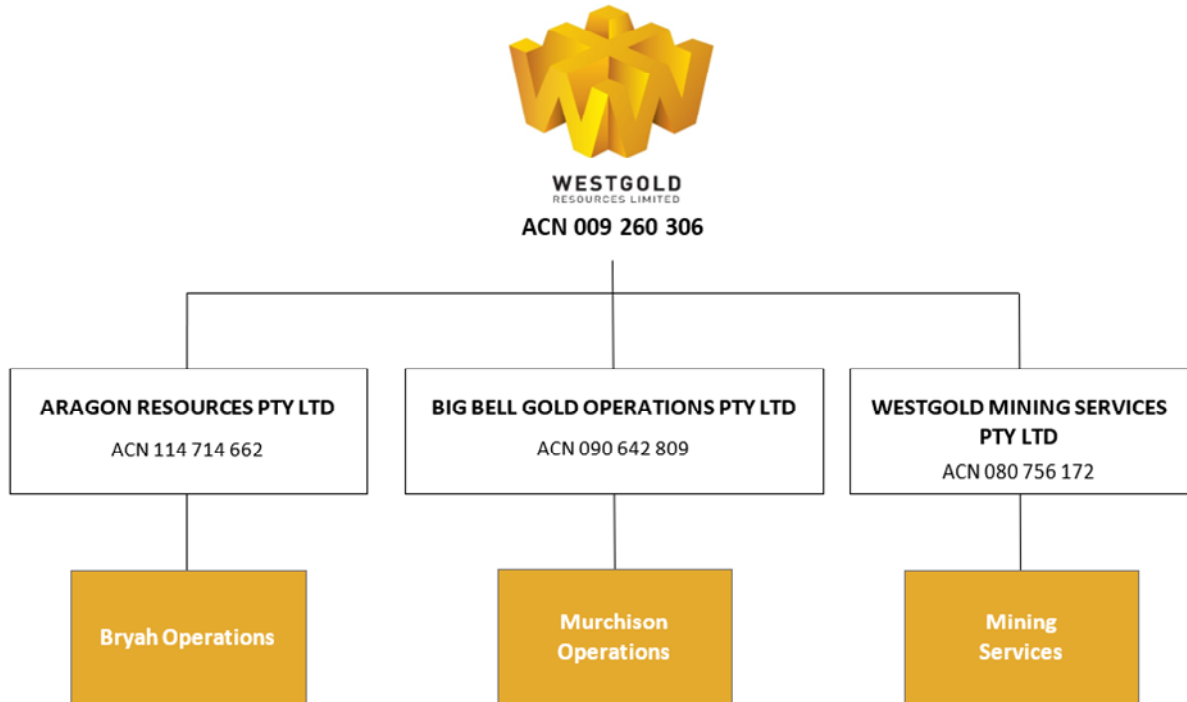 WESTGOLD
RESOURCES LIMITED
ACN 009 260 306
ARAGON RESOURCES PTY LTD
ACN 114 714 662
BIG BELL GOLD OPERATIONS PTY LTD
ACN 090 642 809
WESTGOLD MINING SERVICES
PTY LTD
ACN 080 756 172
Bryah Operations
Murchison
Operations
Mining
Services